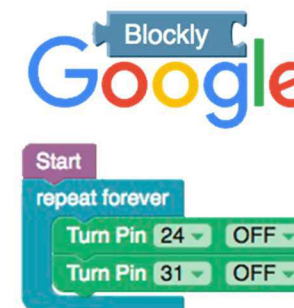 Blockly
Google
Start
repeat forever
Turn Pin 24 OFF
Turn Pin 31 OFF